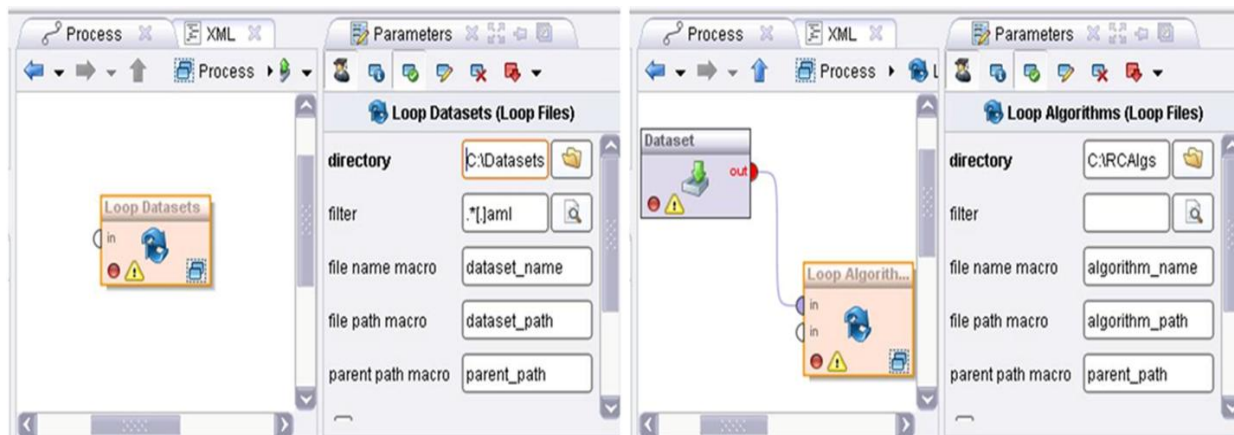 Process XML Parameters
Process
Loop Datasets (Loop Files)
Loop Datasets
in
directory C:\Datasets
filter .*[.]aml
file name macro dataset_name
file path macro dataset_path
parent path macro parent_path
Process XML Parameters
Process L
Loop Algorithms (Loop Files)
Dataset
out
Loop Algorith...
in
in
directory C:\RCAlgs
filter
file name macro algorithm_name
file path macro algorithm_path
parent path macro parent_path